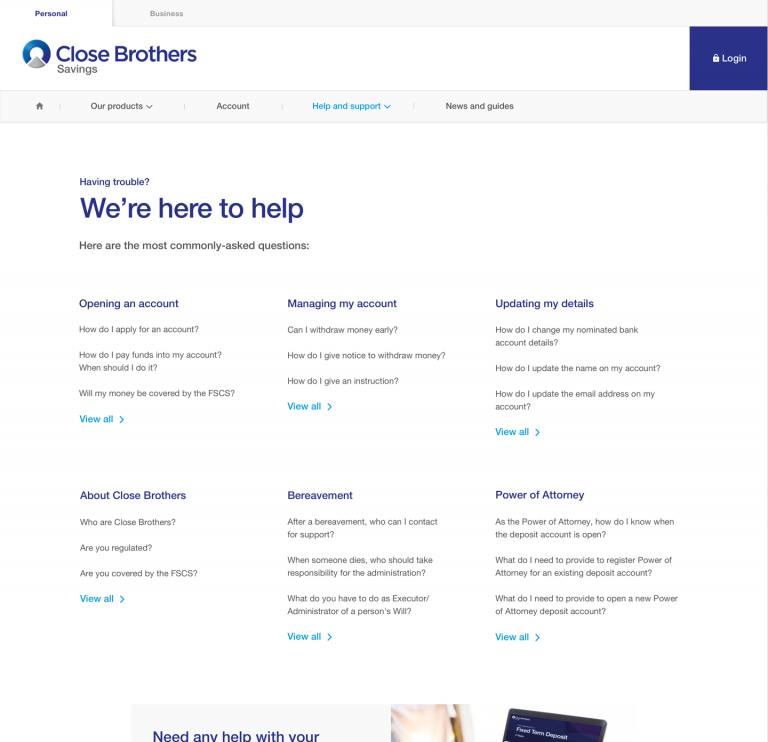 Personal
Business
Close Brothers
Savings
Login
Our products
Account
Help and support
News and guides
Having trouble?
We're here to help
Here are the most commonly-asked questions:
Opening an account
How do I apply for an account?
How do I pay funds into my account?
When should I do it?
Will my money be covered by the FSCS?
View all
Managing my account
Can I withdraw money early?
How do I give notice to withdraw money?
How do I give an instruction?
View all
Updating my details
How do I change my nominated bank
account details?
How do I update the name on my account?
How do I update the email address on my
account?
View all
About Close Brothers
Who are Close Brothers?
Are you regulated?
Are you covered by the FSCS?
View all
Bereavement
After a bereavement, who can I contact
for support?
When someone dies, who should take
responsibility for the administration?
What do you have to do as Executor/
Administrator of a person's Will?
View all
Power of Attorney
As the Power of Attorney, how do I know when
the deposit account is open?
What do I need to provide to register Power of
Attorney for an existing deposit account?
What do I need to provide to open a new Power
of Attorney deposit account?
View all
Need any help with your
Fixed Term Deposit